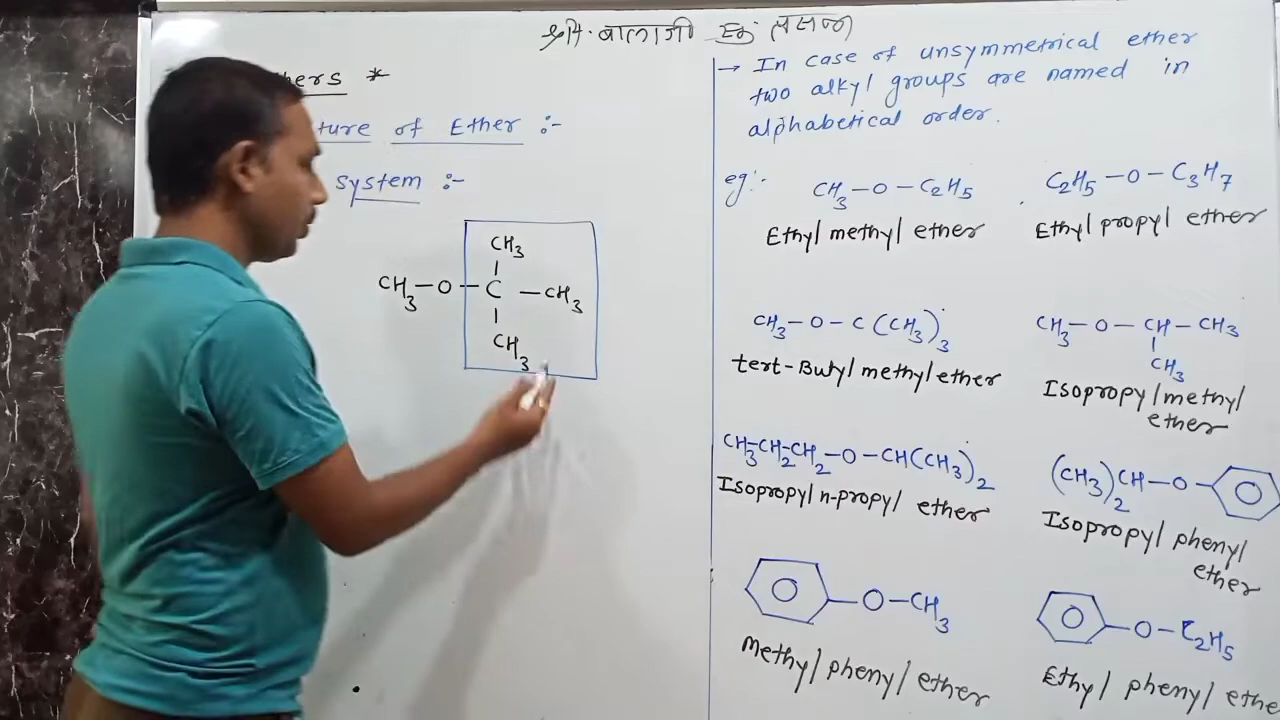 श्री बालाजी
hers *
ture of Ether :-
system :-
CH3
|
CH3-O-C-CH3
|
CH3
→ In case of unsymmetrical ether
two alkyl groups are named in
alphabetical order.
eg:- CH3-O-C2H5
C2H5-O-C3H7
Ethyl methyl ether
Ethyl propyl ether
CH3-O-C(CH3)3
CH3-O-CH-CH3
|
CH3
tert-Butyl methyl ether
Isopropyl methyl
ether
CH3-CH2-CH2-O-CH(CH3)2
(CH3)2CH-O-
Isopropyl n-propyl ether
Isopropyl phenyl
ether
-O-CH3
-O-C2H5
Methyl phenyl ether
Ethyl phenyl ethe